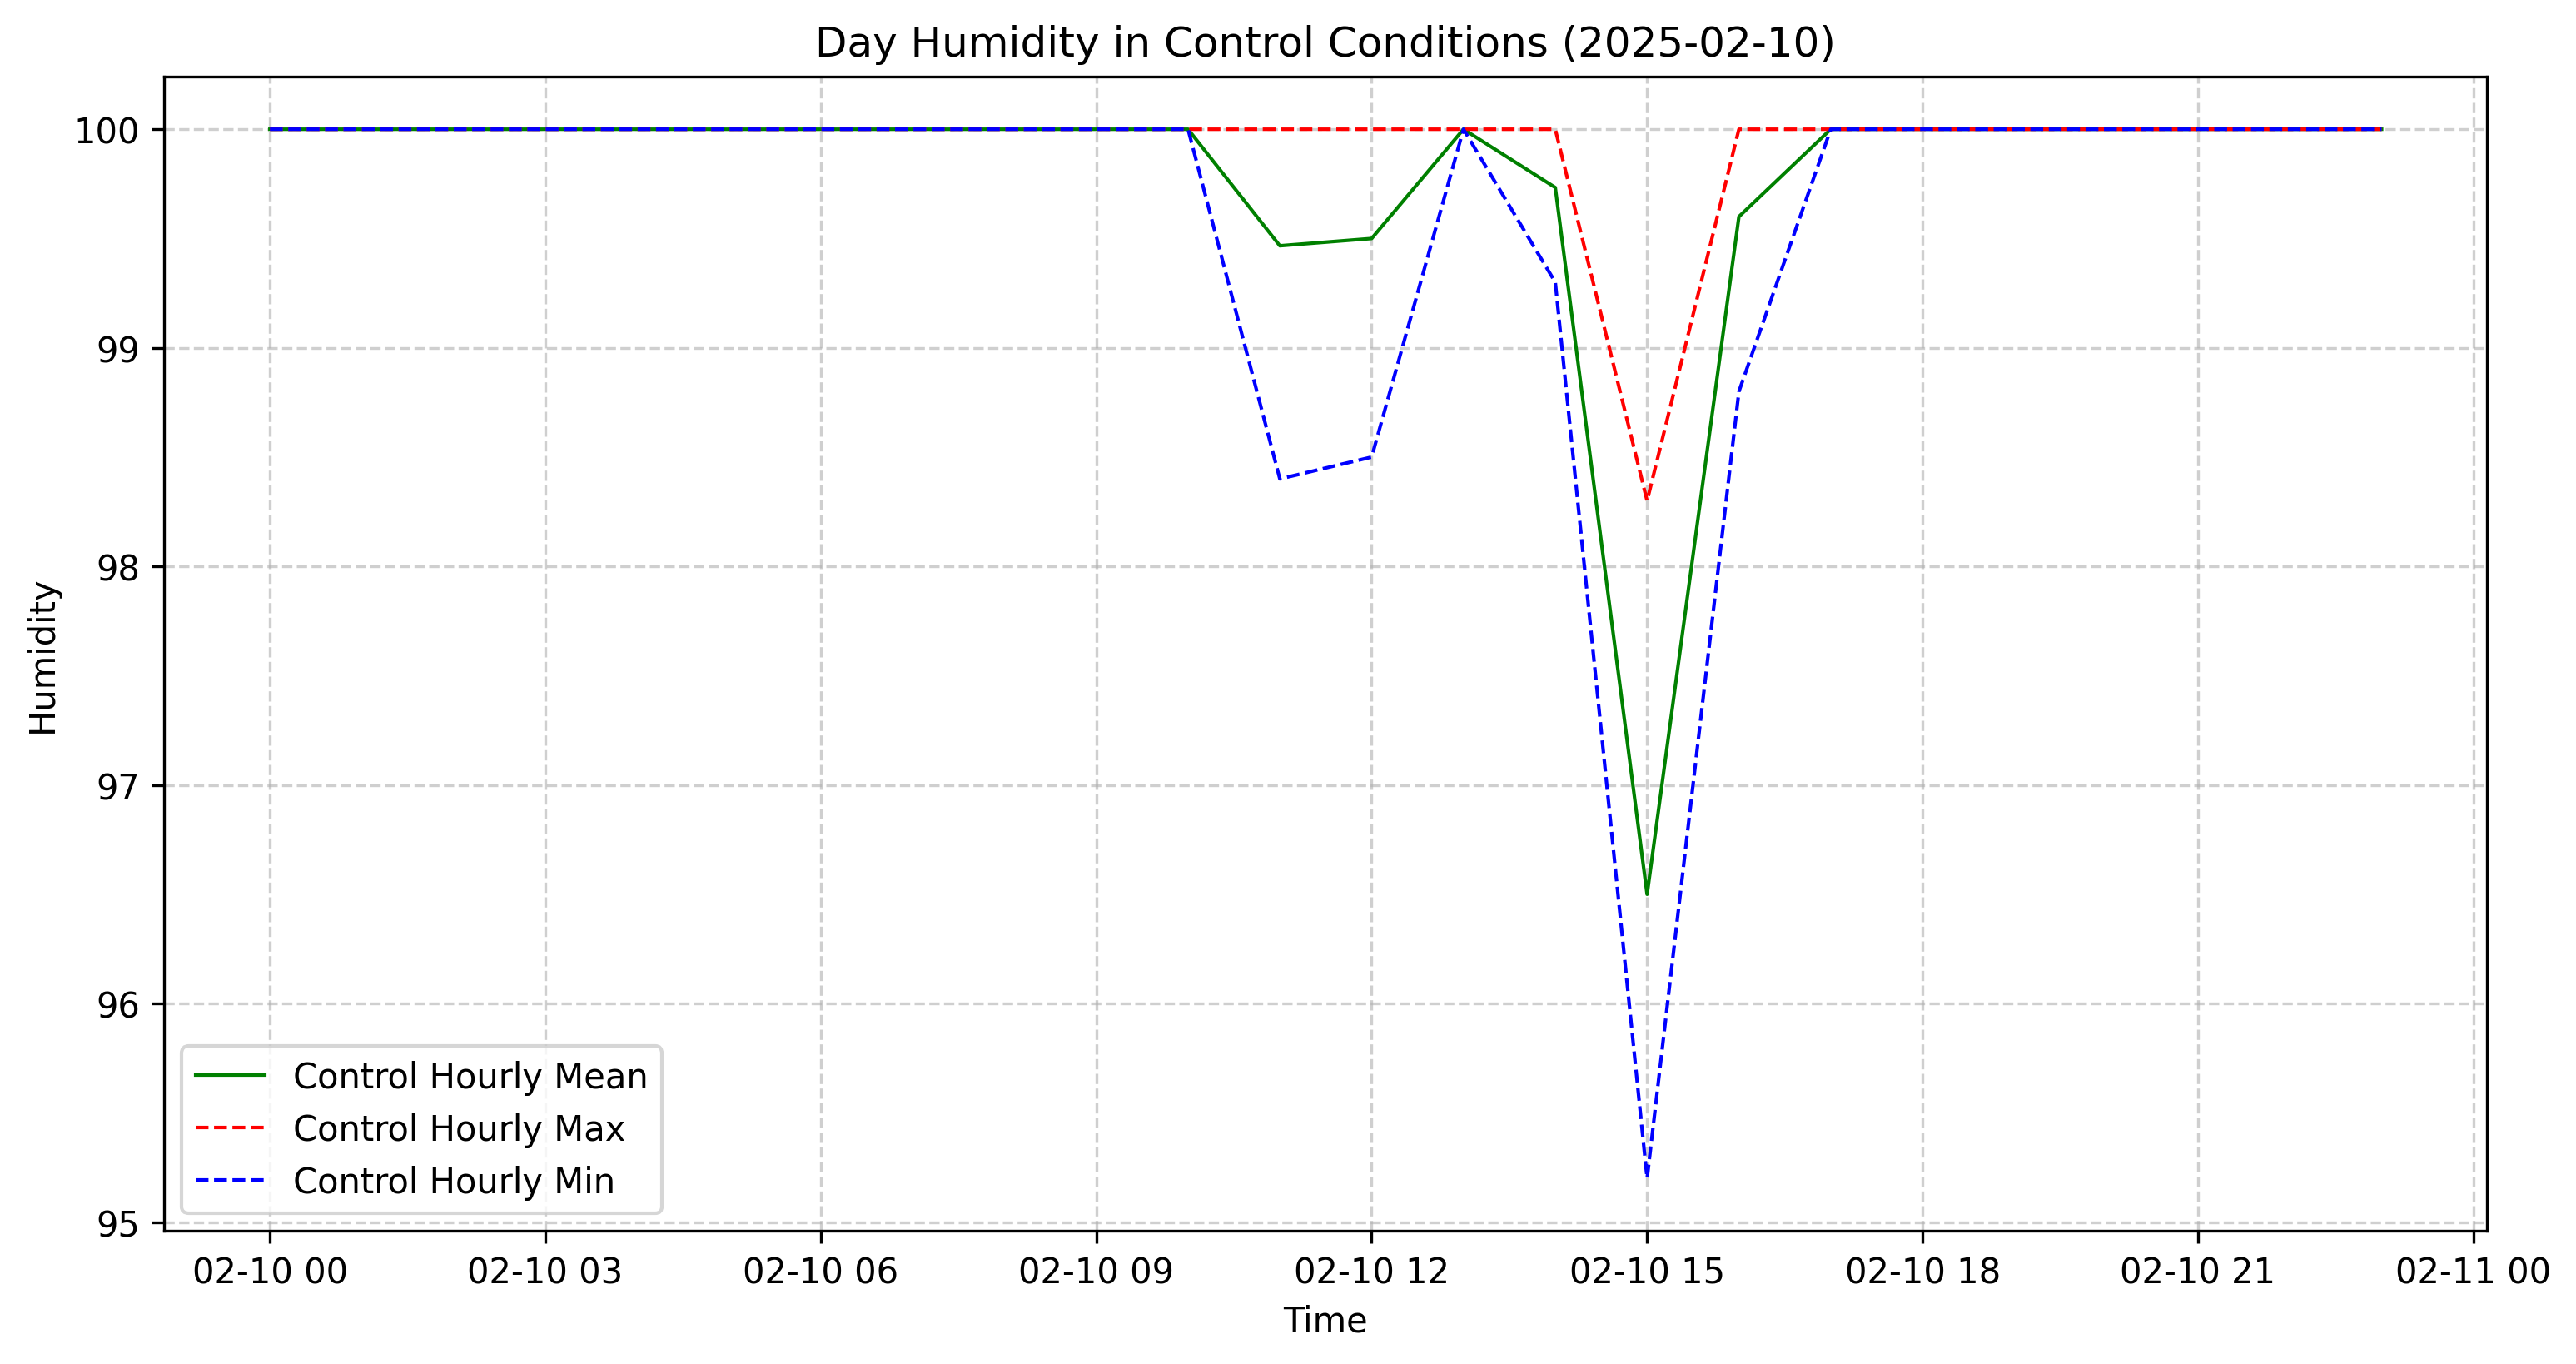 Day Humidity in Control Conditions (2025-02-10)
100
99
98
97
96
95
Humidity
Control Hourly Mean
Control Hourly Max
Control Hourly Min
02-10 00
02-10 03
02-10 06
02-10 09
02-10 12
02-10 15
02-10 18
02-10 21
02-11 00
Time